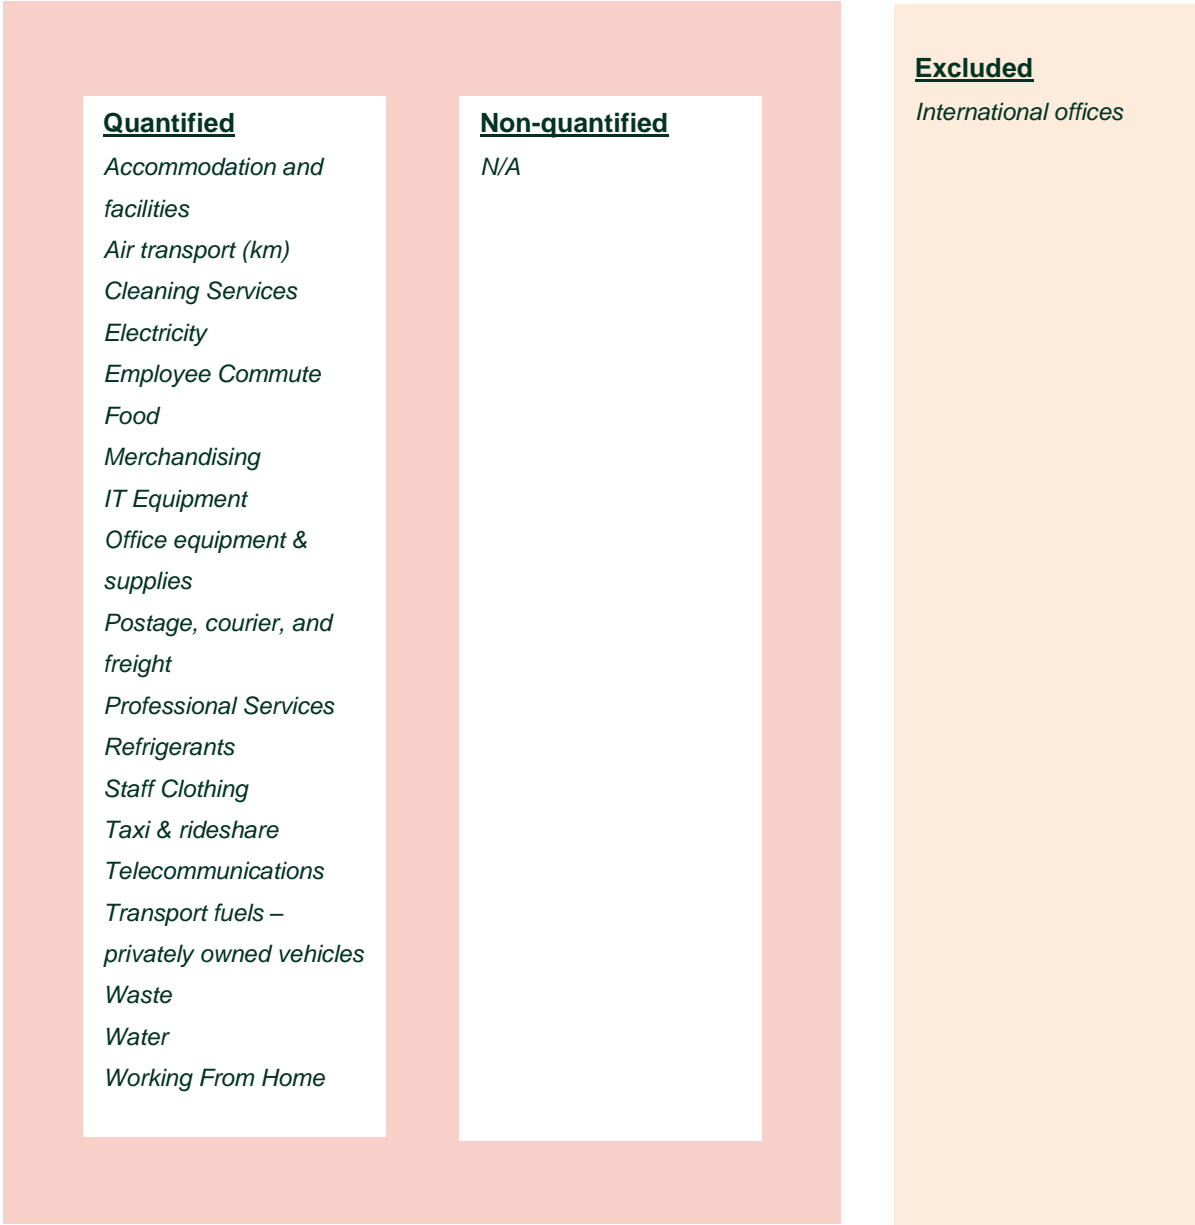 Quantified
Accommodation and
facilities
Air transport (km)
Cleaning Services
Electricity
Employee Commute
Food
Merchandising
IT Equipment
Office equipment &
supplies
Postage, courier, and
freight
Professional Services
Refrigerants
Staff Clothing
Taxi & rideshare
Telecommunications
Transport fuels –
privately owned vehicles
Waste
Water
Working From Home
Non-quantified
N/A
Excluded
International offices